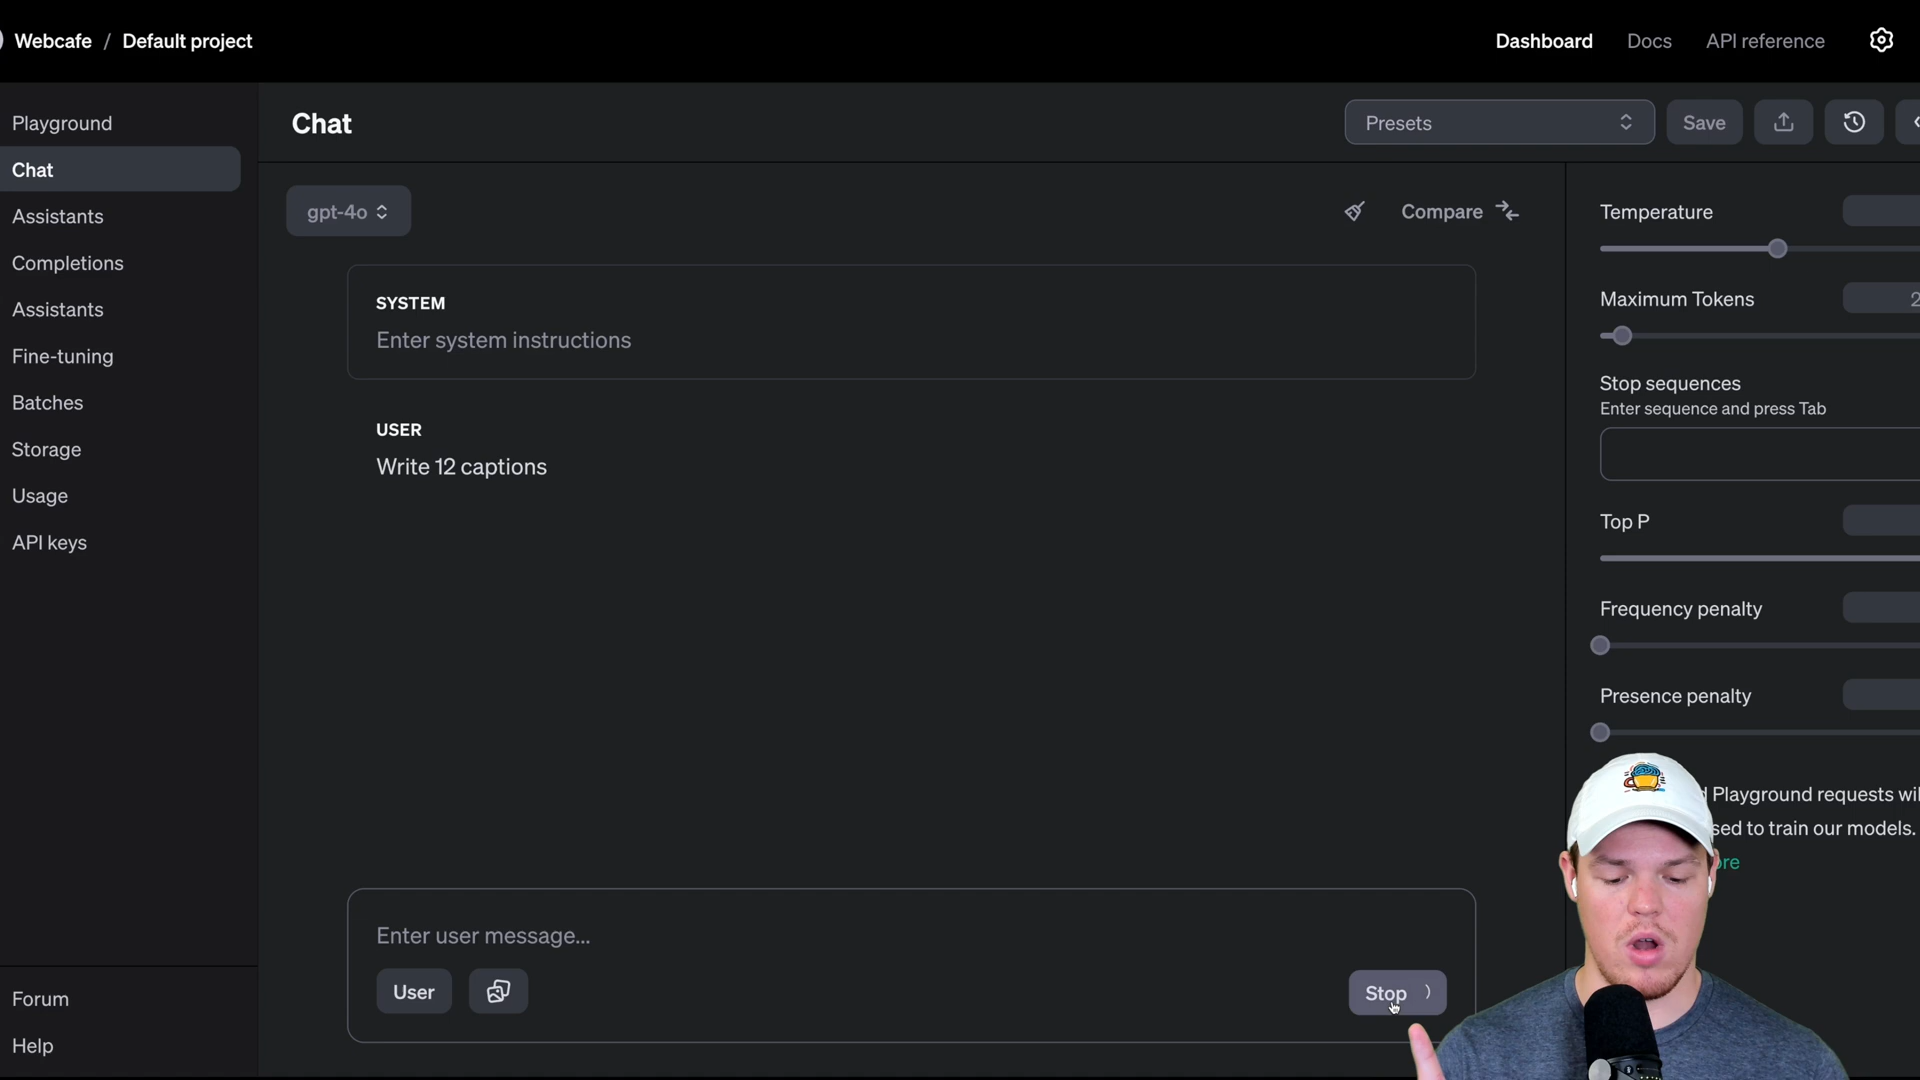 Webcafe / Default project
Dashboard
Docs
API reference
Playground
Chat
Assistants
Completions
Assistants
Fine-tuning
Batches
Storage
Usage
API keys
Forum
Help
Chat
Presets
Save
gpt-4o
Compare
SYSTEM
Enter system instructions
USER
Write 12 captions
Enter user message...
User
Stop
Temperature
Maximum Tokens
2
Stop sequences
Enter sequence and press Tab
Top P
Frequency penalty
Presence penalty
Playground requests
to train our models.